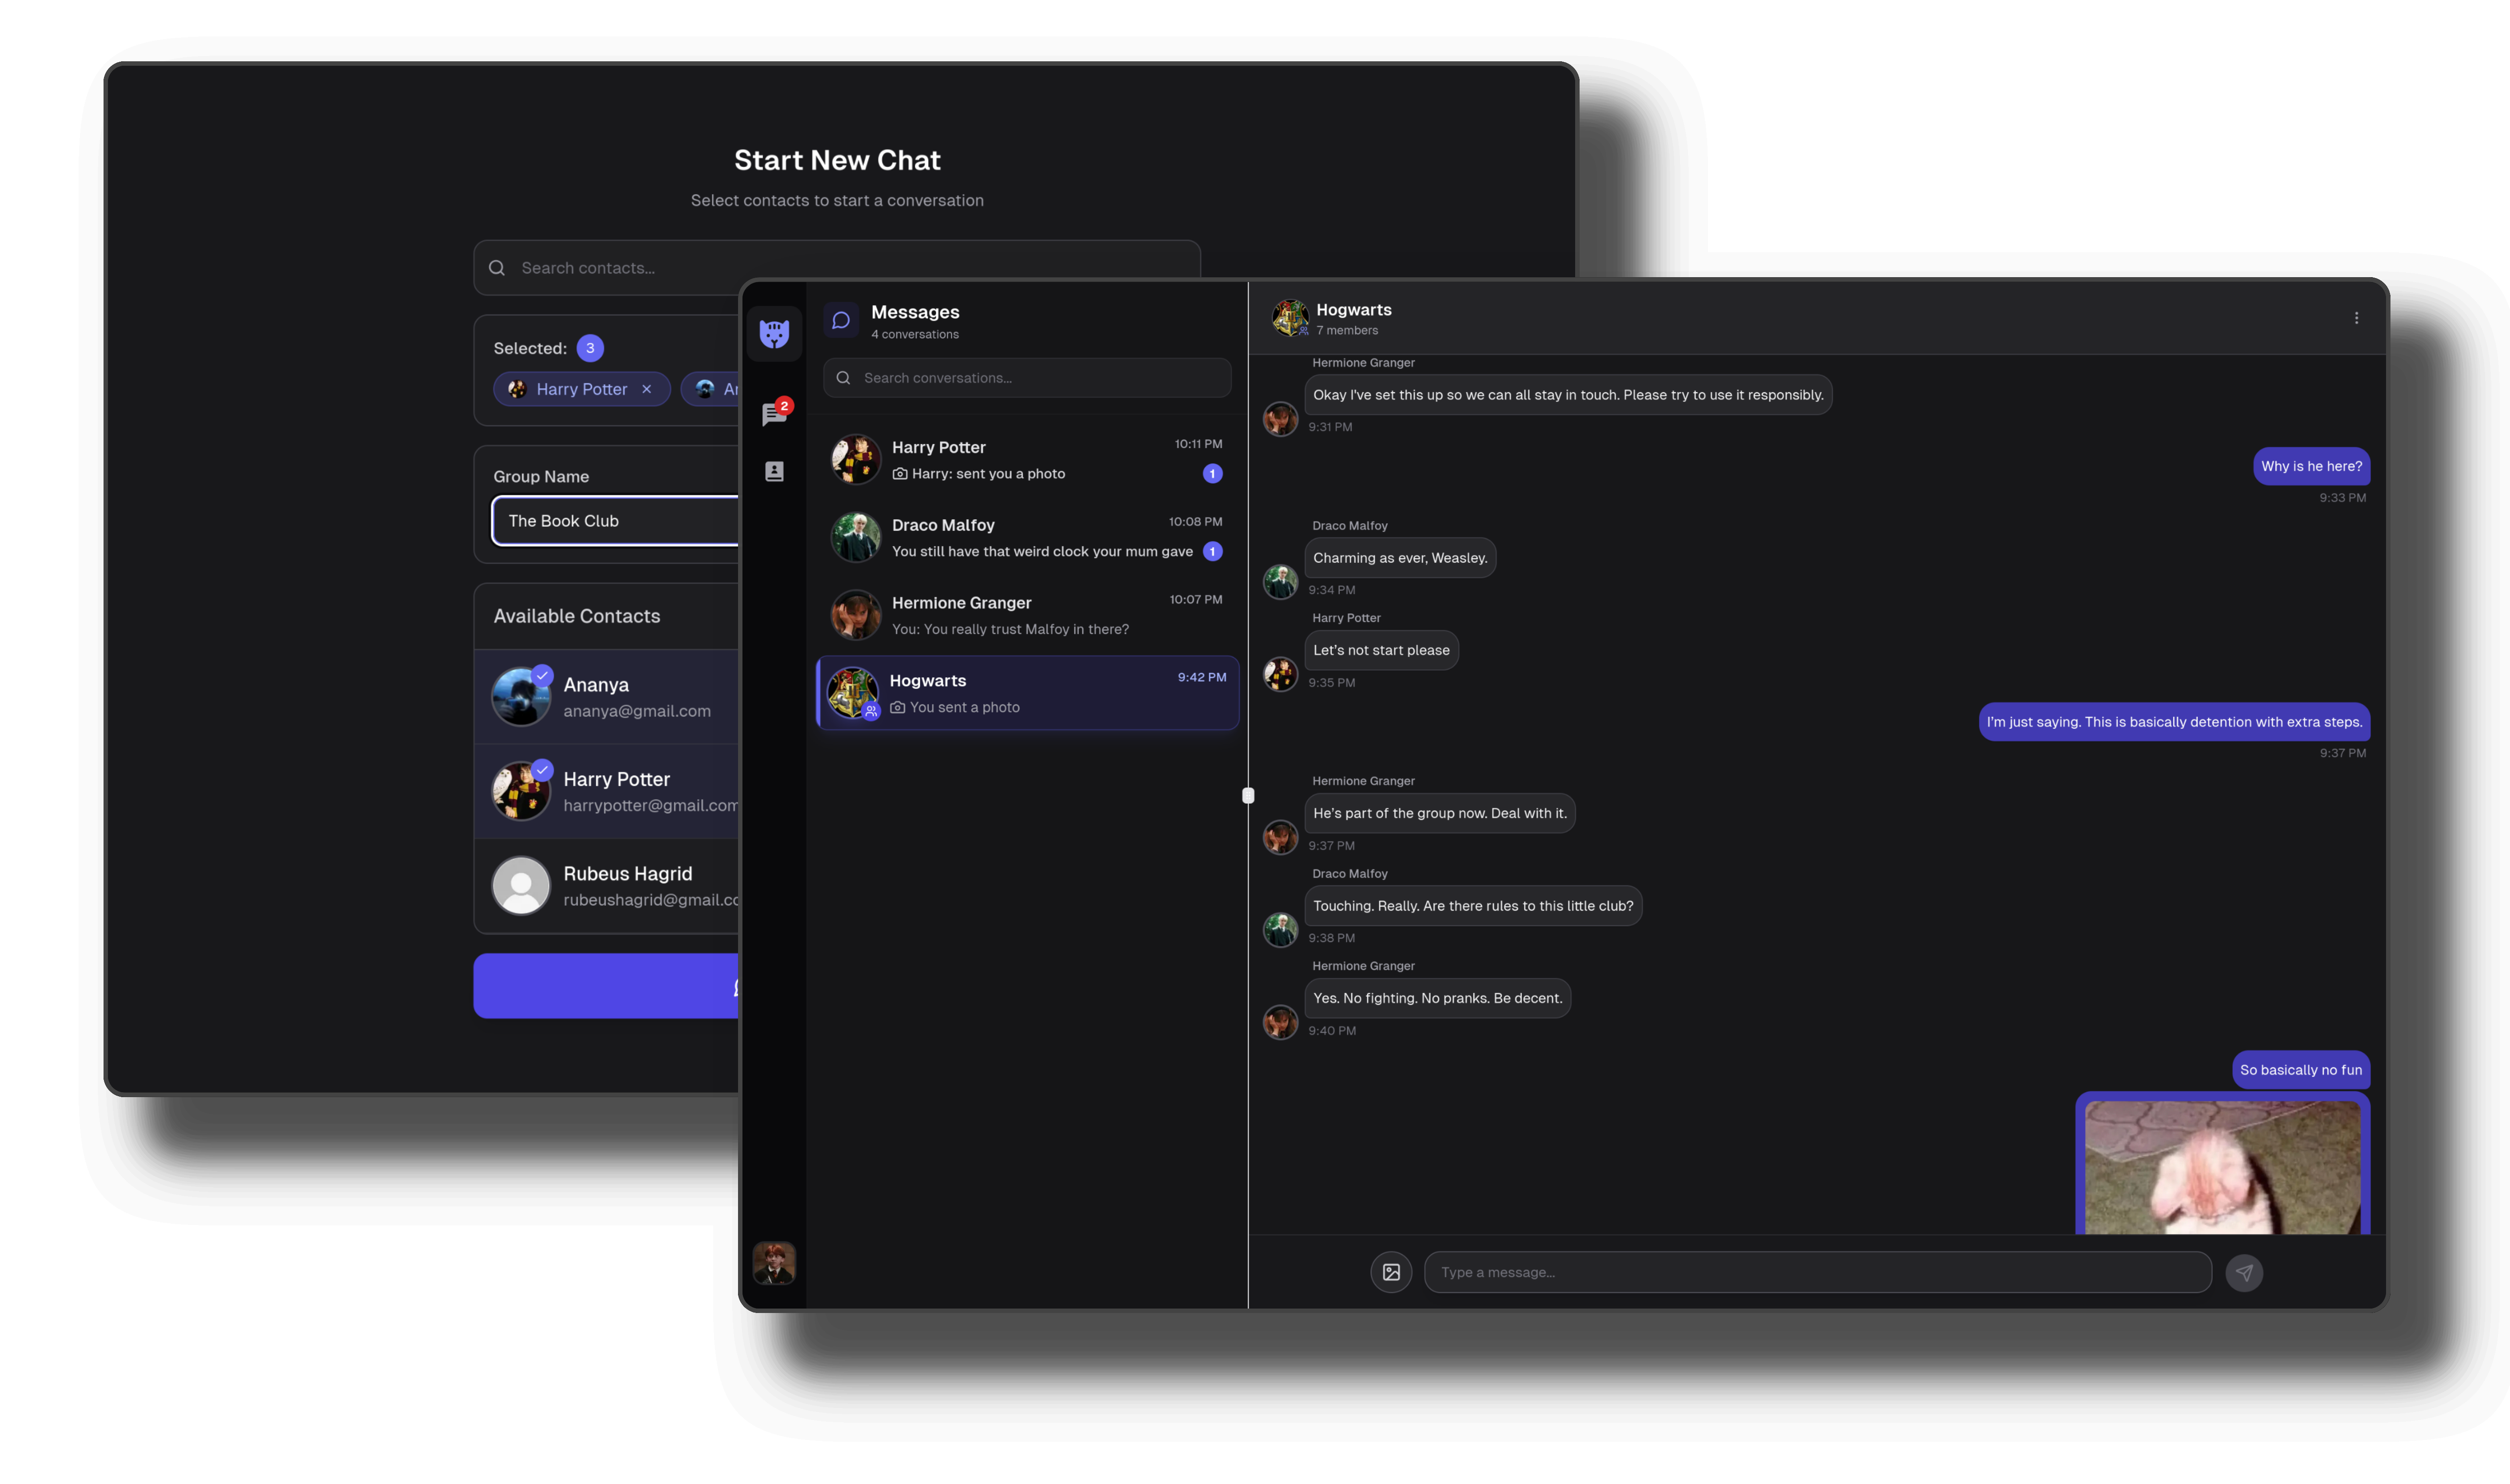 Start New Chat
Select contacts to start a conversation
Search contacts...
Selected: 3
Harry Potter
Group Name
The Book Club
Available Contacts
Ananya
ananya@gmail.com
Harry Potter
harrypotter@gmail.com
Rubeus Hagrid
rubeushagrid@gmail.co
2
Messages
4 conversations
Search conversations...
Harry Potter
10:11 PM
Harry: sent you a photo
1
Draco Malfoy
10:08 PM
You still have that weird clock your mum gave
1
Hermione Granger
10:07 PM
You: You really trust Malfoy in there?
Hogwarts
9:42 PM
You sent a photo
Hogwarts
7 members
Hermione Granger
Okay I've set this up so we can all stay in touch. Please try to use it responsibly.
9:31 PM
Why is he here?
9:33 PM
Draco Malfoy
Charming as ever, Weasley.
9:34 PM
Harry Potter
Let's not start please
9:35 PM
I'm just saying. This is basically detention with extra steps.
9:37 PM
Hermione Granger
He's part of the group now. Deal with it.
9:37 PM
Draco Malfoy
Touching. Really. Are there rules to this little club?
9:38 PM
Hermione Granger
Yes. No fighting. No pranks. Be decent.
9:40 PM
So basically no fun
Type a message...